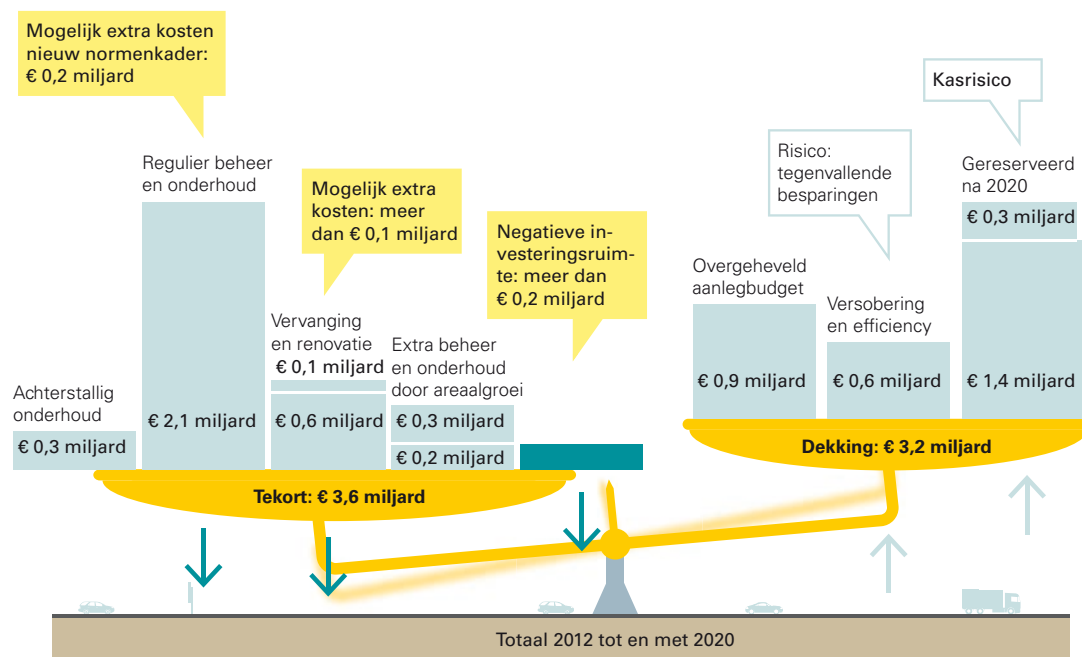 Mogelijk extra kosten
nieuw normenkader:
€ 0,2 miljard
Regulier beheer
en onderhoud
Mogelijk extra
kosten: meer
dan € 0,1 miljard
Negatieve in-
vesteringsruim-
te: meer dan
€ 0,2 miljard
Vervanging
en renovatie
€ 0,1 miljard
Extra beheer
en onderhoud
door areaalgroei
Achterstallig
onderhoud
€ 0,3 miljard
€ 2,1 miljard
€ 0,6 miljard
€ 0,3 miljard
€ 0,2 miljard
Tekort: € 3,6 miljard
Kasrisico
Risico:
tegenvallende
besparingen
Gereserveerd
na 2020
€ 0,3 miljard
Overgeheveld
aanlegbudget
Versobering
en efficiency
€ 0,9 miljard
€ 0,6 miljard
€ 1,4 miljard
Dekking: € 3,2 miljard
Totaal 2012 tot en met 2020